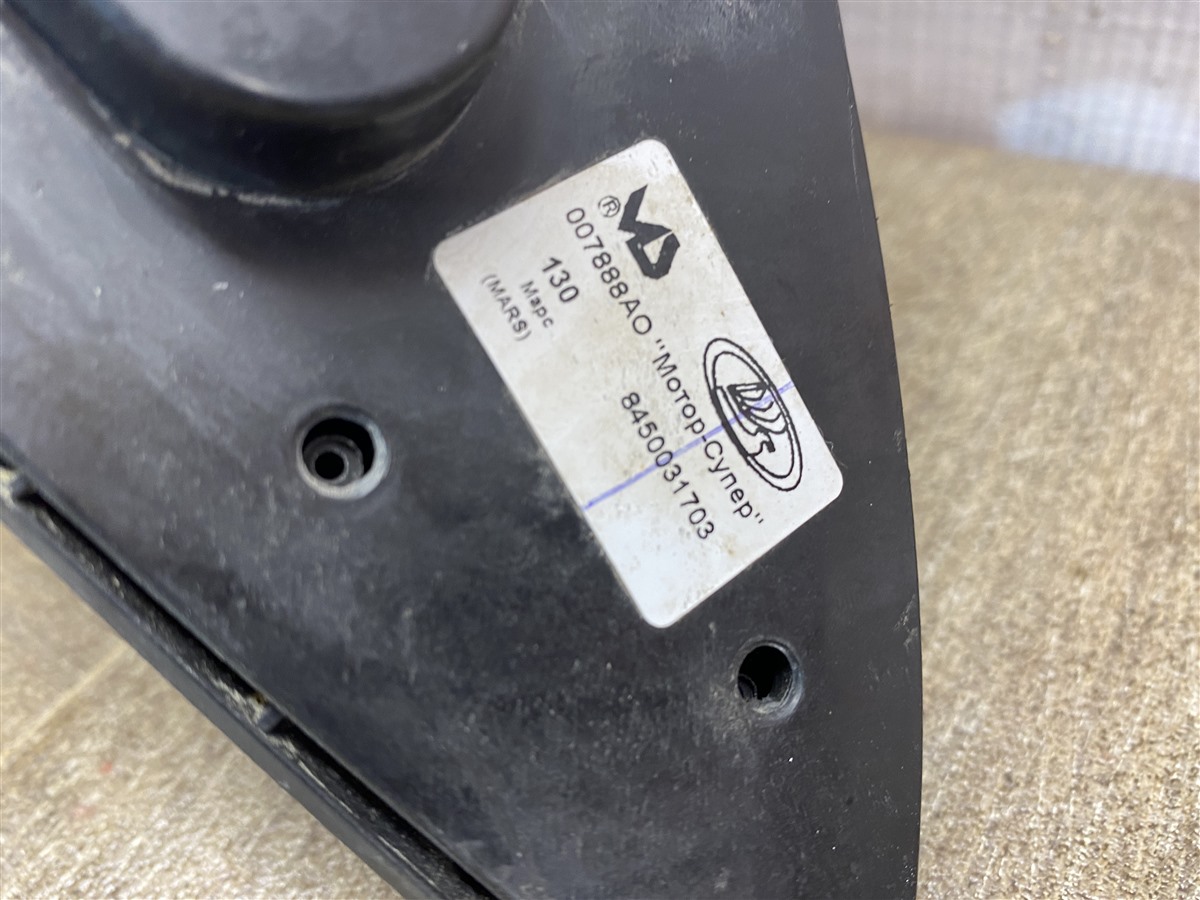 ®
007888АО "Мотор-Супер"
130
Марс
(MARS)
8450031703